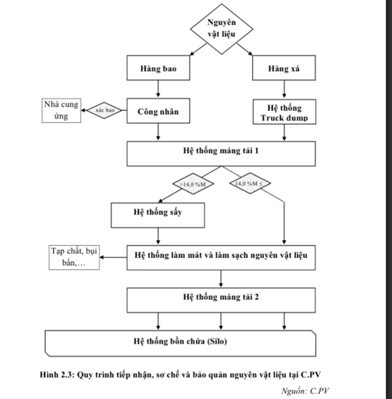 Nguyên
vật liệu
Hàng bao
Hàng xá
Nhà cung
ứng
xác bao
Công nhân
Hệ thống
Truck dump
Hệ thống máng tải 1
>14,0 %M
14,0 %M ≤
Hệ thống sấy
Tạp chất, bụi
bẩn,…
Hệ thống làm mát và làm sạch nguyên vật liệu
Hệ thống máng tải 2
Hệ thống bồn chứa (Silo)
Hình 2.3: Quy trình tiếp nhận, sơ chế và bảo quản nguyên vật liệu tại C.PV
Nguồn: C.PV